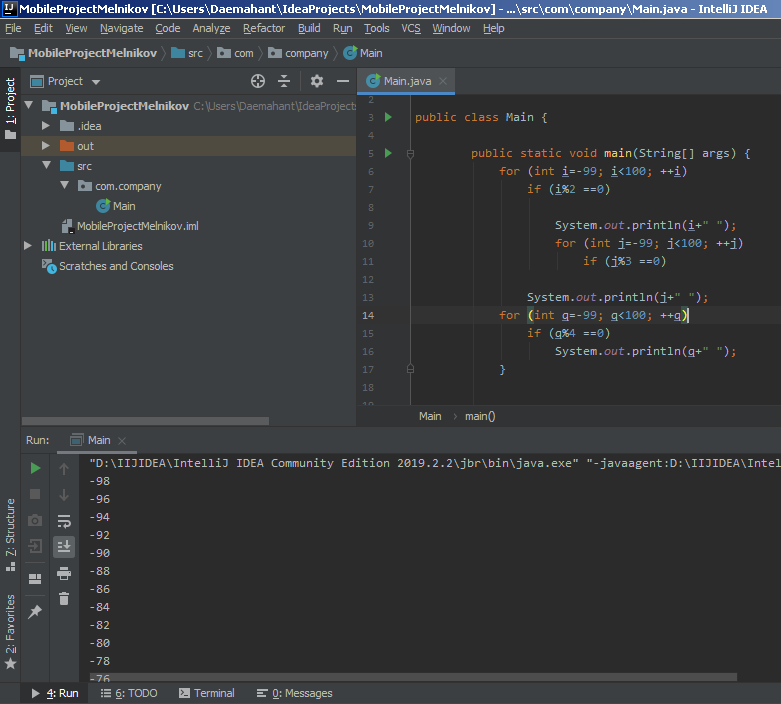 MobileProjectMelnikov [C:\Users\Daemahant\IdeaProjects\MobileProjectMelnikov] - ...\src\com\company\Main.java - IntelliJ IDEA
File Edit View Navigate Code Analyze Refactor Build Run Tools VCS Window Help
MobileProjectMelnikov src com company Main
1: Project
Project
MobileProjectMelnikov C:\Users\Daemahant\IdeaProjects
.idea
out
src
com.company
Main
MobileProjectMelnikov.iml
External Libraries
Scratches and Consoles
Main.java
2
3 public class Main {
4
5 public static void main(String[] args) {
6 for (int i=-99; i<100; ++i)
7 if (i%2 ==0)
8
9 System.out.println(i+" ");
10 for (int j=-99; j<100; ++j)
11 if (j%3 ==0)
12
13 System.out.println(j+" ");
14 for (int q=-99; q<100; ++q)
15 if (q%4 ==0)
16 System.out.println(q+" ");
17 }
18
Main main()
Run: Main
"D:\IIJIDEA\IntelliJ IDEA Community Edition 2019.2.2\jbr\bin\java.exe" "-javaagent:D:\IIJIDEA\Intel
-98
-96
-94
-92
-90
-88
-86
-84
-82
-80
-78
-76
7: Structure
2: Favorites
4: Run 6: TODO Terminal 0: Messages